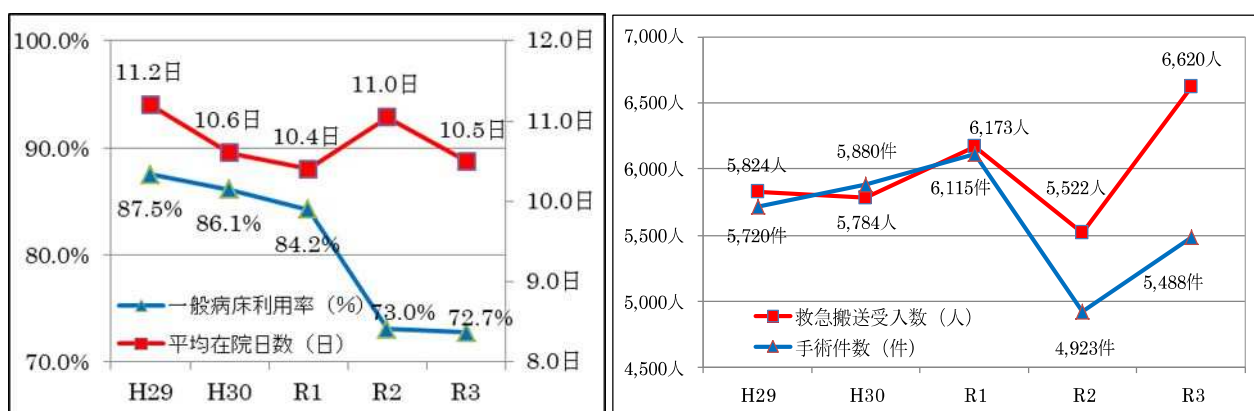 100.0%
90.0%
80.0%
70.0%
12.0日
11.0日
10.0日
9.0日
8.0日
11.2日
10.6日
10.4日
11.0日
10.5日
87.5%
86.1%
84.2%
73.0%
72.7%
一般病床利用率（%）
平均在院日数（日）
H29 H30 R1 R2 R3
7,000人
6,500人
6,000人
5,500人
5,000人
4,500人
5,824人
5,784人
6,173人
5,522人
6,620人
5,720件
5,880件
6,115件
4,923件
5,488件
救急搬送受入数（人）
手術件数（件）
H29 H30 R1 R2 R3